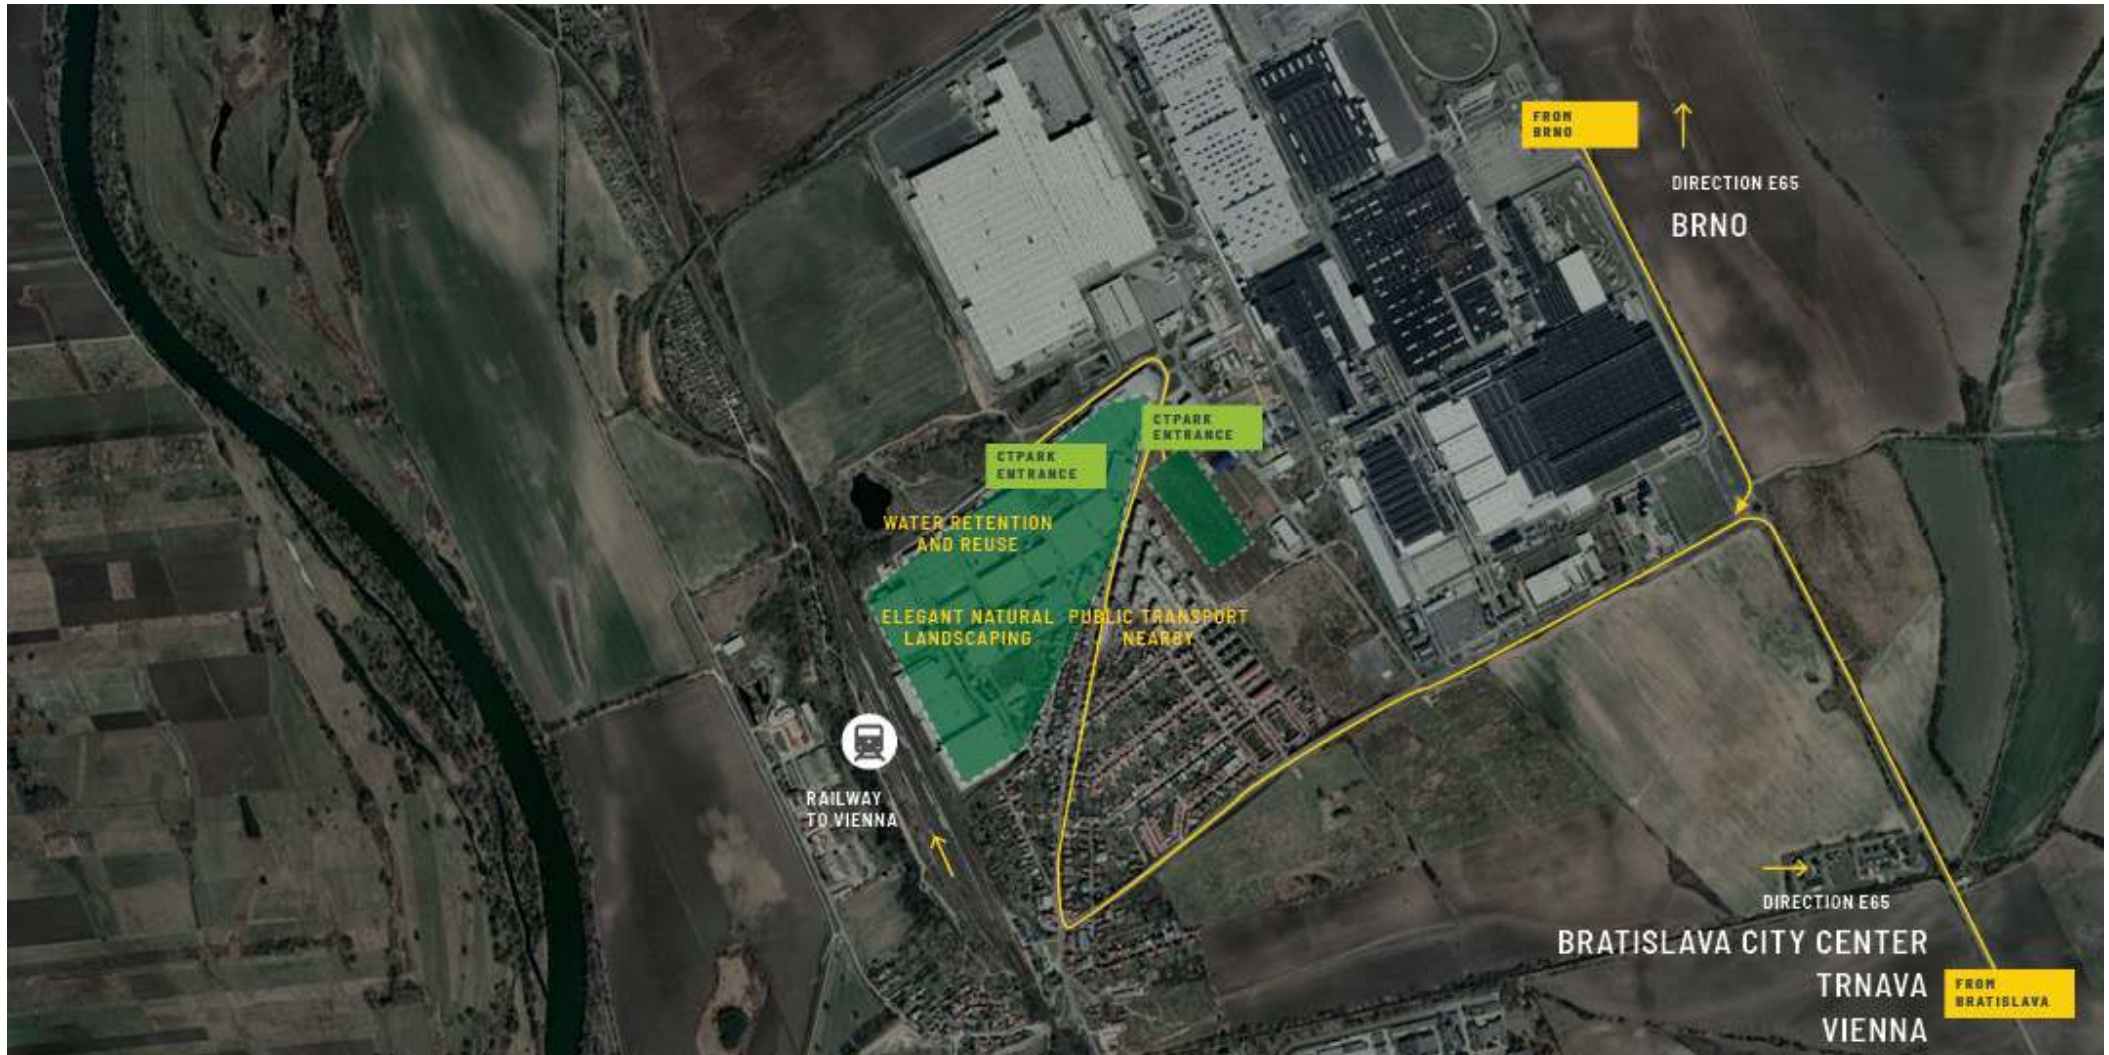 FROM
BRNO
DIRECTION E65
BRNO
CTPARK
ENTRANCE
CTPARK
ENTRANCE
WATER RETENTION
AND REUSE
ELEGANT NATURAL
LANDSCAPING
PUBLIC TRANSPORT
NEARBY
RAILWAY
TO VIENNA
DIRECTION E65
BRATISLAVA CITY CENTER
TRNAVA
VIENNA
FROM
BRATISLAVA